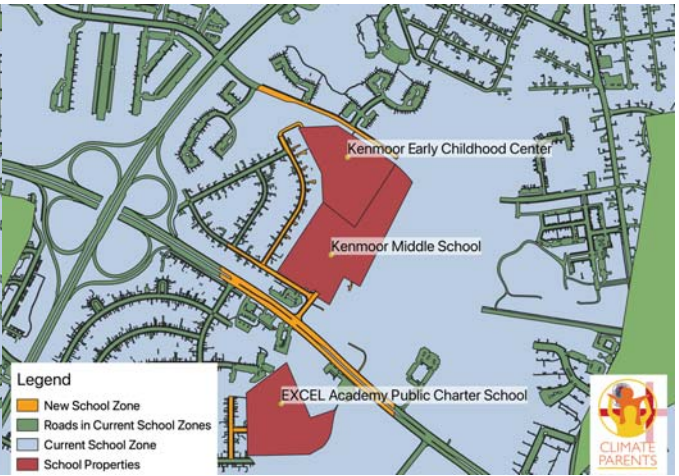 Kenmoor Early Childhood Center
Kenmoor Middle School
EXCEL Academy Public Charter School
Legend
New School Zone
Roads in Current School Zones
Current School Zone
School Properties
CLIMATE
PARENTS